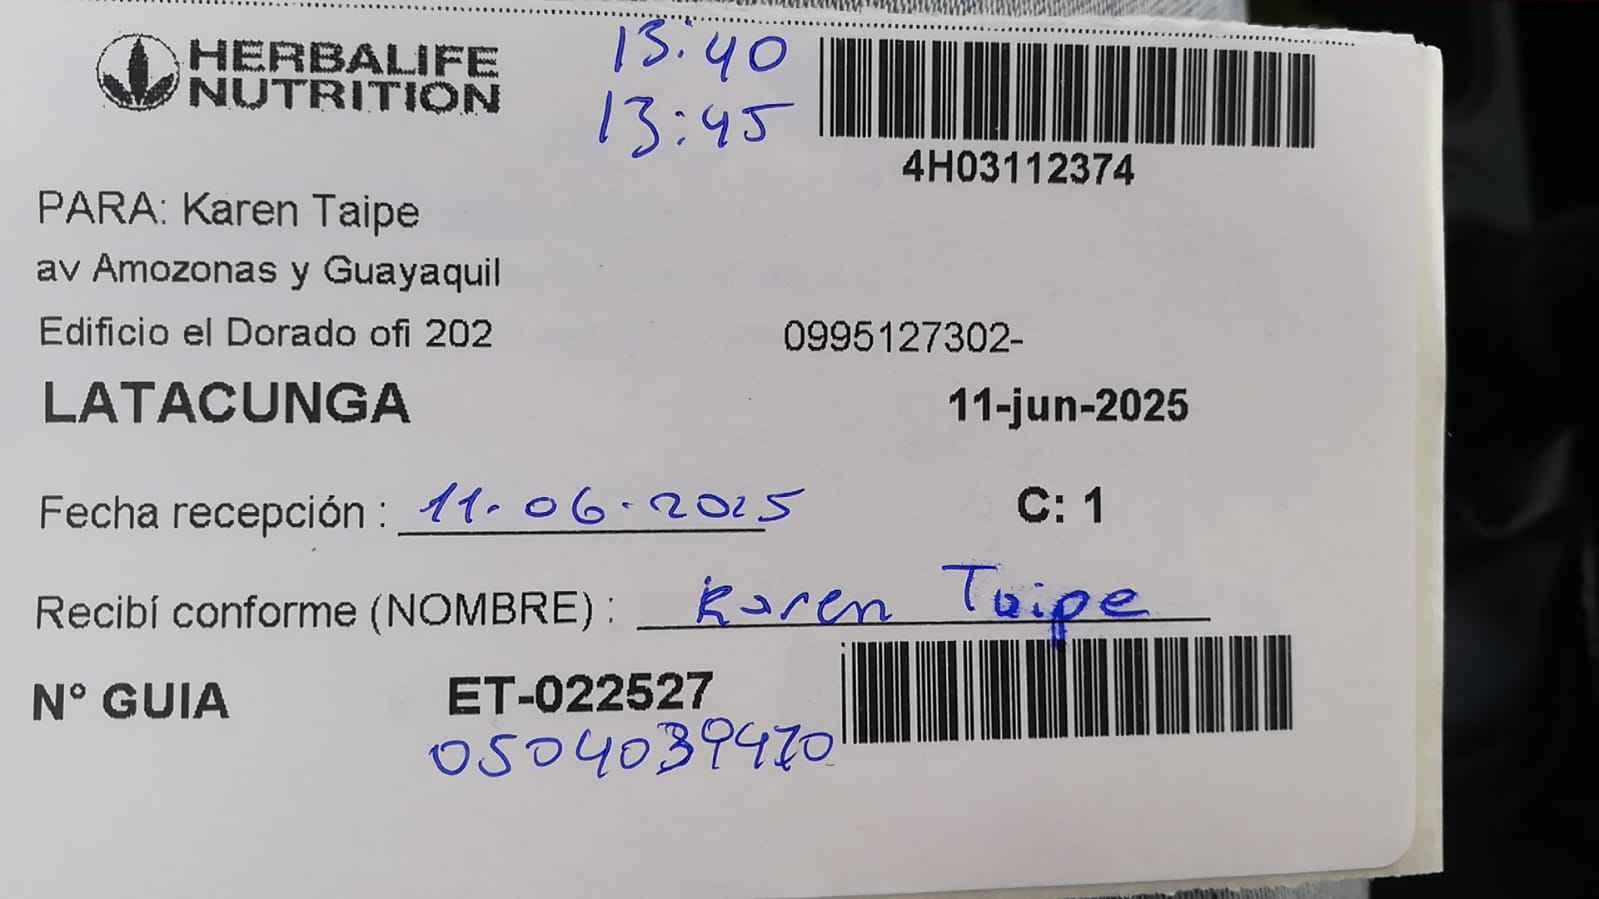 HERBALIFE
NUTRITION
13:40
13:45
4H03112374
PARA: Karen Taipe
av Amozonas y Guayaquil
Edificio el Dorado ofi 202
0995127302-
LATACUNGA
11-jun-2025
Fecha recepción : 11-06-2025
C: 1
Recibí conforme (NOMBRE) : Karen Taipe
N° GUIA
ET-022527
0504039470